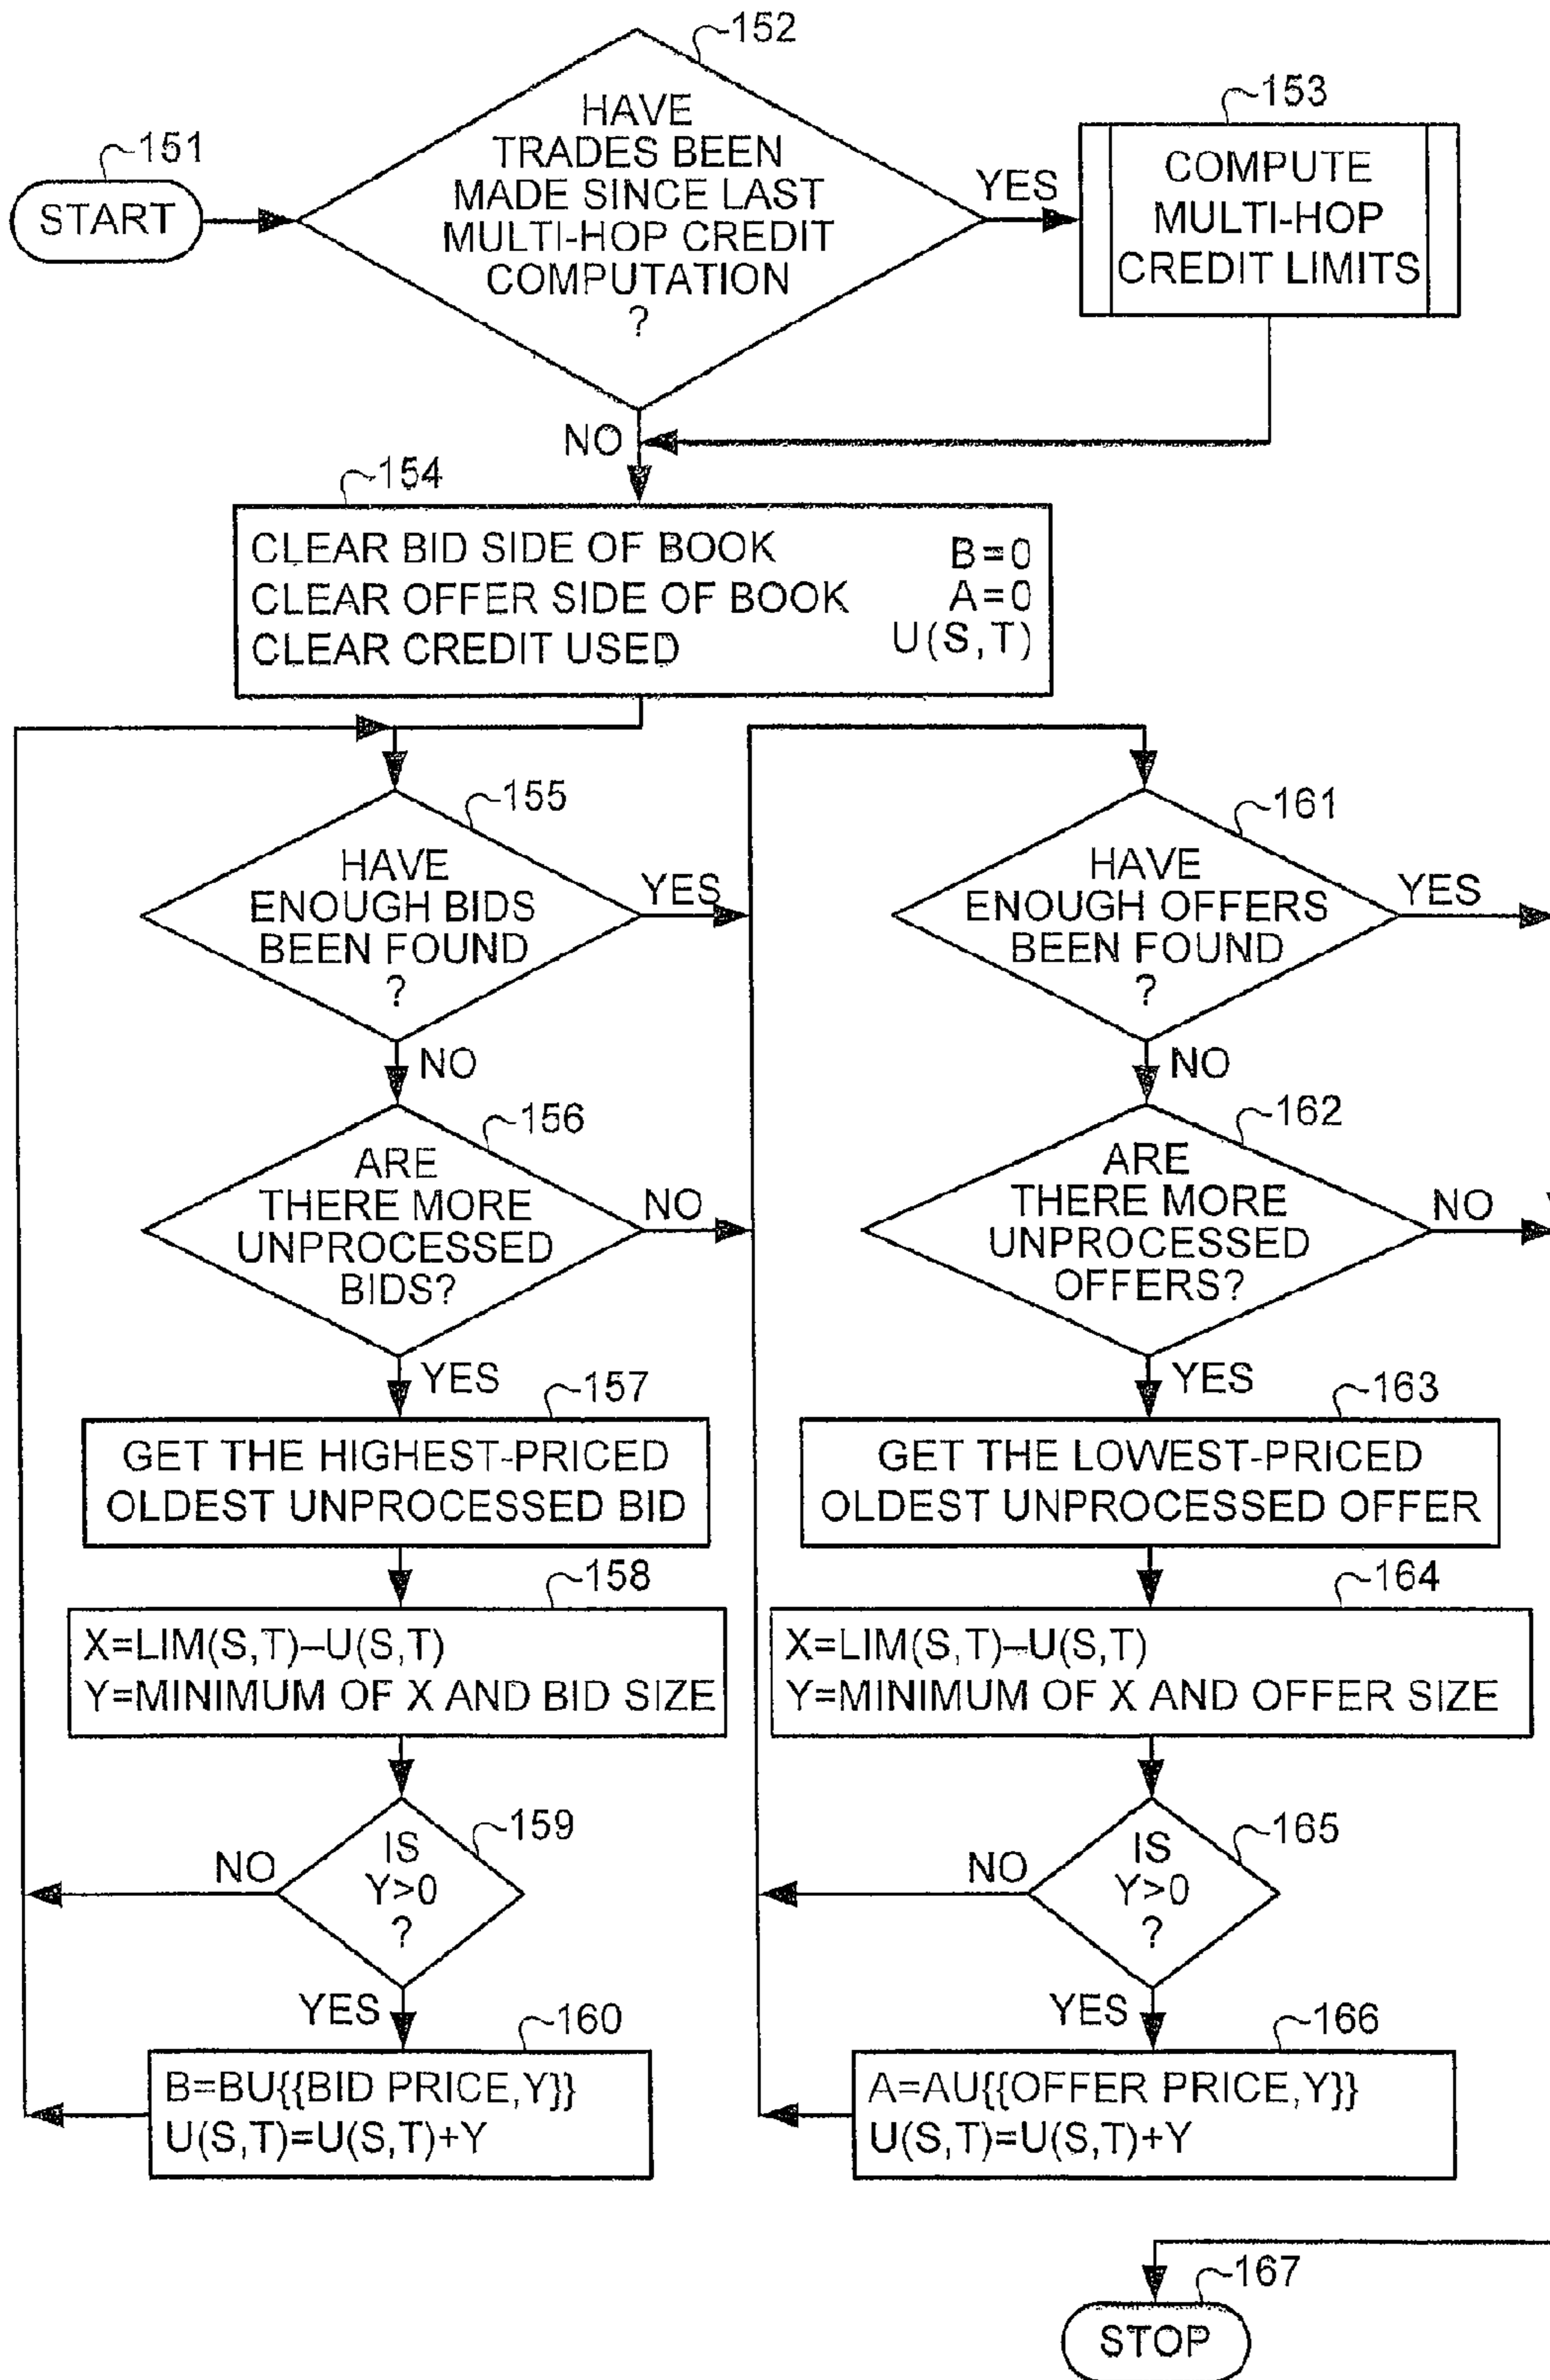 152
HAVE
TRADES BEEN
MADE SINCE LAST
MULTI-HOP CREDIT
COMPUTATION
?
151
START
YES
153
COMPUTE
MULTI-HOP
CREDIT LIMITS
NO
154
CLEAR BID SIDE OF BOOK B=0
CLEAR OFFER SIDE OF BOOK A=0
CLEAR CREDIT USED U(S,T)
155
HAVE
ENOUGH BIDS
BEEN FOUND
?
YES
NO
156
ARE
THERE MORE
UNPROCESSED
BIDS?
NO
YES
157
GET THE HIGHEST-PRICED
OLDEST UNPROCESSED BID
158
X=LIM(S,T)–U(S,T)
Y=MINIMUM OF X AND BID SIZE
159
IS
Y>0
?
NO
YES
160
B=BU{{BID PRICE,Y}}
U(S,T)=U(S,T)+Y
161
HAVE
ENOUGH OFFERS
BEEN FOUND
?
YES
NO
162
ARE
THERE MORE
UNPROCESSED
OFFERS?
NO
YES
163
GET THE LOWEST-PRICED
OLDEST UNPROCESSED OFFER
164
X=LIM(S,T)–U(S,T)
Y=MINIMUM OF X AND OFFER SIZE
165
IS
Y>0
?
NO
YES
166
A=AU{{OFFER PRICE,Y}}
U(S,T)=U(S,T)+Y
167
STOP